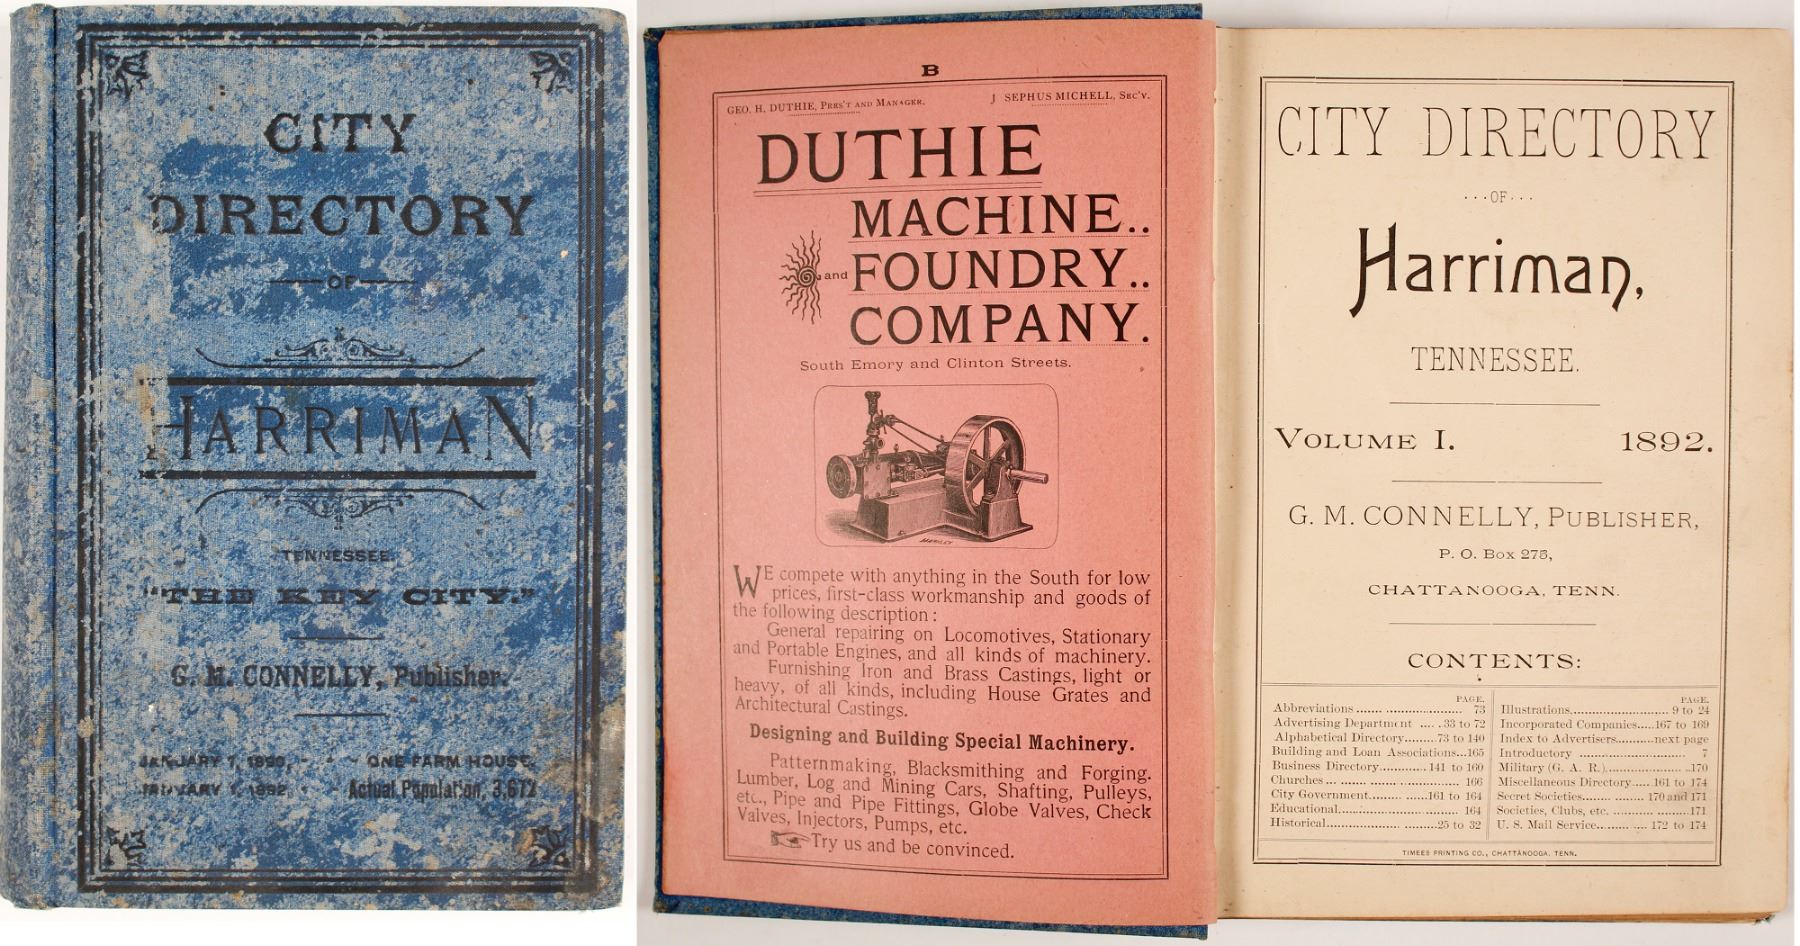 CITY
DIRECTORY
OF
HARRIMAN
TENNESSEE.
"THE KEY CITY."
G. M. CONNELLY, Publisher.
JANUARY 1, 1890, - - - ONE FARM HOUSE.
JANUARY 1, 1892, - - Actual Population, 3,672
B
GEO. H. DUTHIE, PRES'T AND MANAGER. J SEPHUS MICHELL, SEC'Y.
DUTHIE
MACHINE..
and FOUNDRY..
COMPANY.
South Emory and Clinton Streets.
WE compete with anything in the South for low
prices, first-class workmanship and goods of
the following description:
General repairing on Locomotives, Stationary
and Portable Engines, and all kinds of machinery.
Furnishing Iron and Brass Castings, light or
heavy, of all kinds, including House Grates and
Architectural Castings.
Designing and Building Special Machinery.
Patternmaking, Blacksmithing and Forging.
Lumber, Log and Mining Cars, Shafting, Pulleys,
etc., Pipe and Pipe Fittings, Globe Valves, Check
Valves, Injectors, Pumps, etc.
Try us and be convinced.
CITY DIRECTORY
...OF...
Harriman,
TENNESSEE.
VOLUME I. 1892.
G. M. CONNELLY, PUBLISHER,
P. O. Box 275,
CHATTANOOGA, TENN.
CONTENTS:
PAGE.
Abbreviations ........ 73
Advertising Department ..... 33 to 72
Alphabetical Directory........73 to 140
Building and Loan Associations...165
Business Directory........... 141 to 160
Churches ........ 166
City Government........ ......161 to 164
Educational........ 164
Historical........ .........25 to 32
PAGE.
Illustrations........ 9 to 24
Incorporated Companies.....167 to 169
Index to Advertisers..........next page
Introductory ........ 7
Military (G. A. R.)........ ..170
Miscellaneous Directory..... .161 to 174
Secret Societies........ ........ 170 and 171
Societies, Clubs, etc. ........ ........171
U. S. Mail Service........ .. 172 to 174
TIMEES PRINTING CO., CHATTANOOGA, TENN.